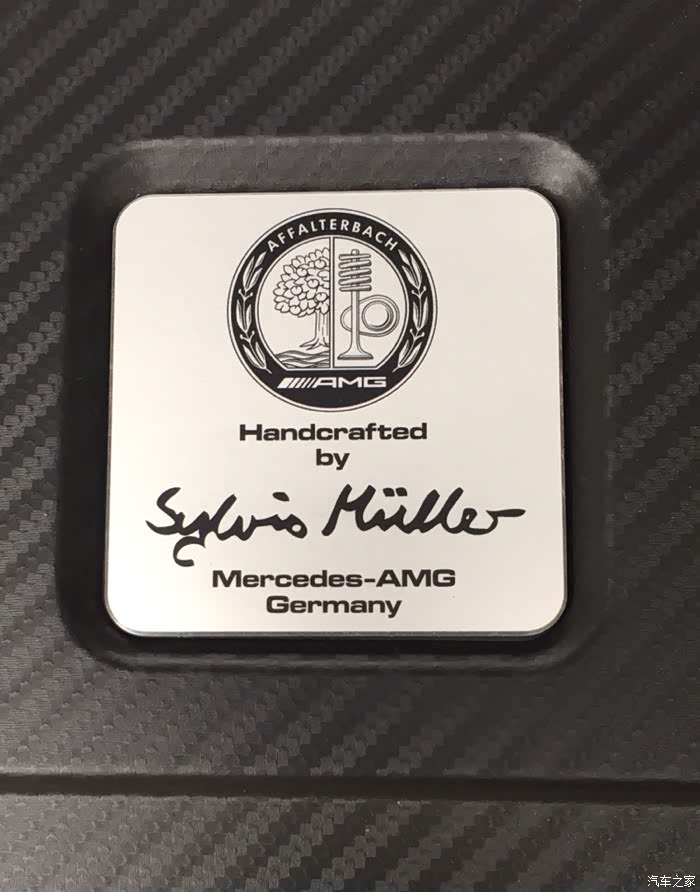 AFFALTERBACH
AMG
Handcrafted
by
Sylvio Müller
Mercedes-AMG
Germany
汽车之家